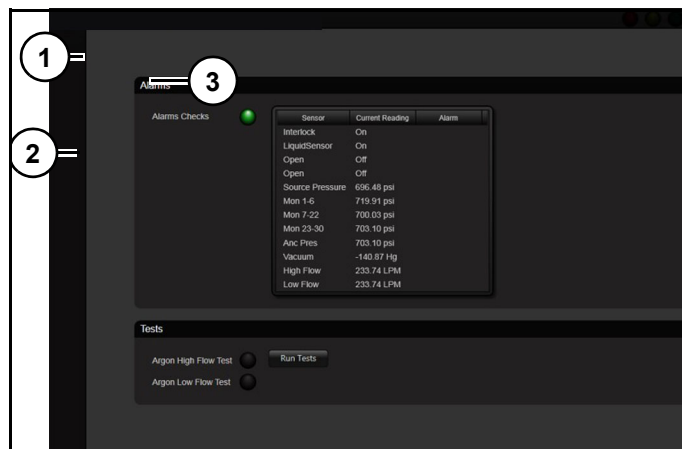 1
3
Alarms
Alarms Checks
Sensor Current Reading Alarm
Interlock On
LiquidSensor On
Open Off
Open Off
Source Pressure 696.48 psi
Mon 1-6 719.91 psi
Mon 7-22 700.03 psi
Mon 23-30 703.10 psi
Anc Pres 703.10 psi
Vacuum -140.87 Hg
High Flow 233.74 LPM
Low Flow 233.74 LPM
2
Tests
Argon High Flow Test Run Tests
Argon Low Flow Test